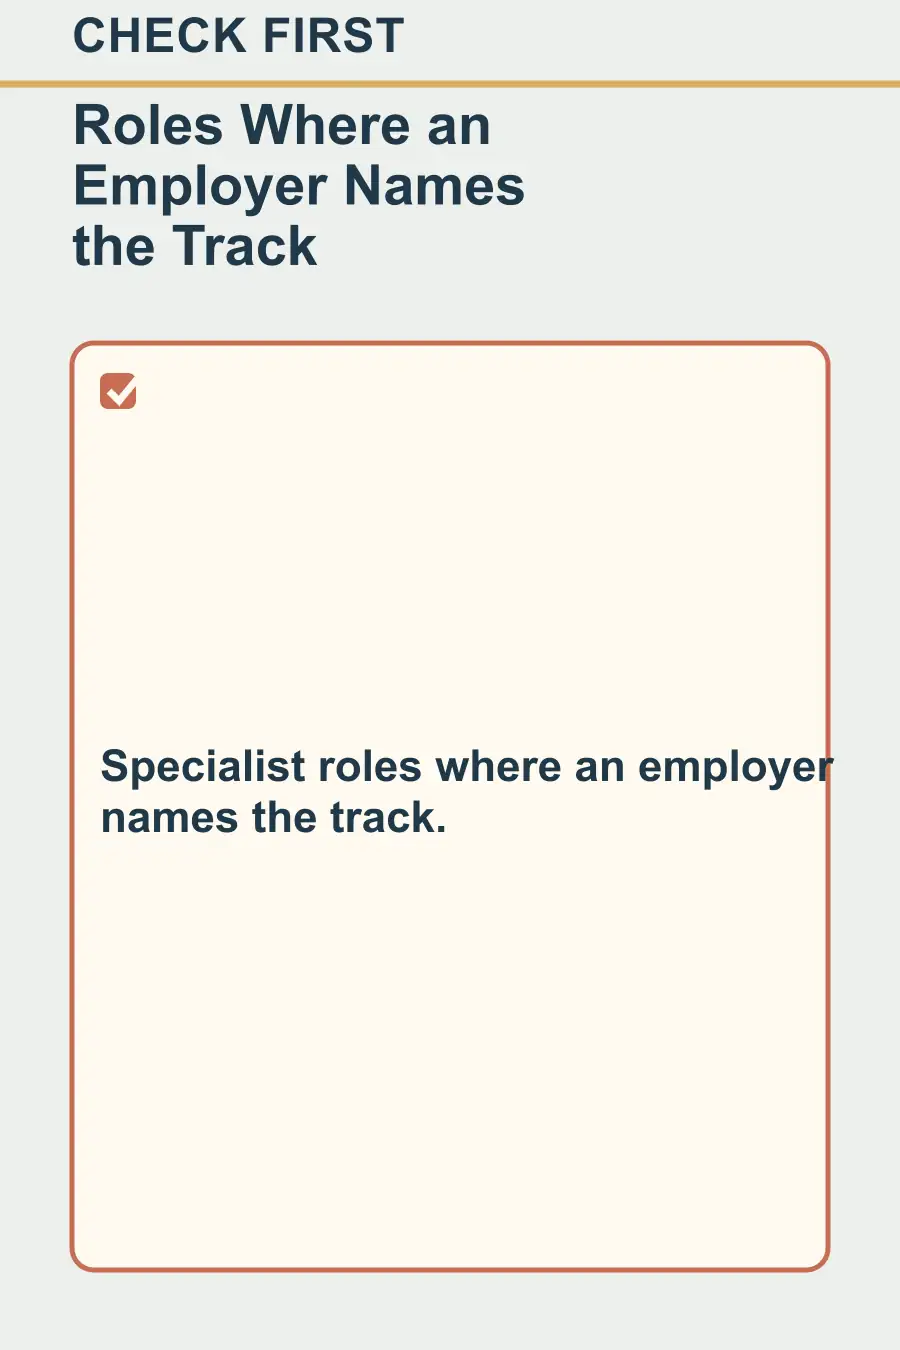 CHECK FIRST
Roles Where an
Employer Names
the Track
Specialist roles where an employer
names the track.